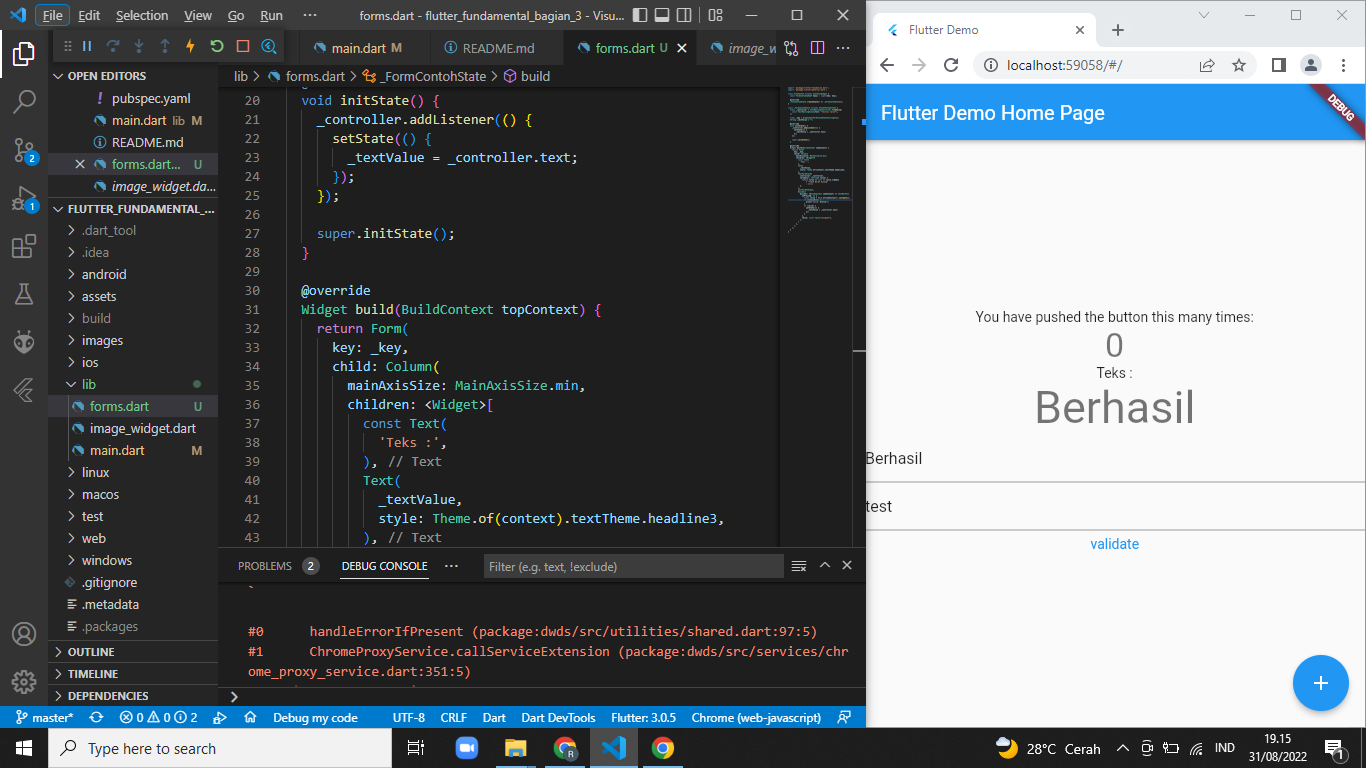 File Edit Selection View Go Run ··· forms.dart - flutter_fundamental_bagian_3 - Visu...
main.dart M README.md forms.dart U image_w
OPEN EDITORS
pubspec.yaml
main.dart lib M
README.md
forms.dart... U
image_widget.da...
FLUTTER_FUNDAMENTAL_...
.dart_tool
.idea
android
assets
build
images
ios
lib
forms.dart U
image_widget.dart
main.dart M
linux
macos
test
web
windows
.gitignore
.metadata
.packages
OUTLINE
TIMELINE
DEPENDENCIES
2
1
lib > forms.dart > _FormContohState > build
20 void initState() {
21 _controller.addListener(() {
22 setState(() {
23 _textValue = _controller.text;
24 });
25 });
26
27 super.initState();
28 }
29
30 @override
31 Widget build(BuildContext topContext) {
32 return Form(
33 key: _key,
34 child: Column(
35 mainAxisSize: MainAxisSize.min,
36 children: <Widget>[
37 const Text(
38 'Teks :',
39 ), // Text
40 Text(
41 _textValue,
42 style: Theme.of(context).textTheme.headline3,
43 ), // Text
PROBLEMS 2 DEBUG CONSOLE ··· Filter (e.g. text, !exclude)
#0 handleErrorIfPresent (package:dwds/src/utilities/shared.dart:97:5)
#1 ChromeProxyService.callServiceExtension (package:dwds/src/services/chr
ome_proxy_service.dart:351:5)
master* 0 0 2 Debug my code UTF-8 CRLF Dart Dart DevTools Flutter: 3.0.5 Chrome (web-javascript)
Flutter Demo
localhost:59058/#/
Flutter Demo Home Page
DEBUG
You have pushed the button this many times:
0
Teks :
Berhasil
Berhasil
test
validate
Type here to search
R
28°C Cerah IND 19.15
31/08/2022
1